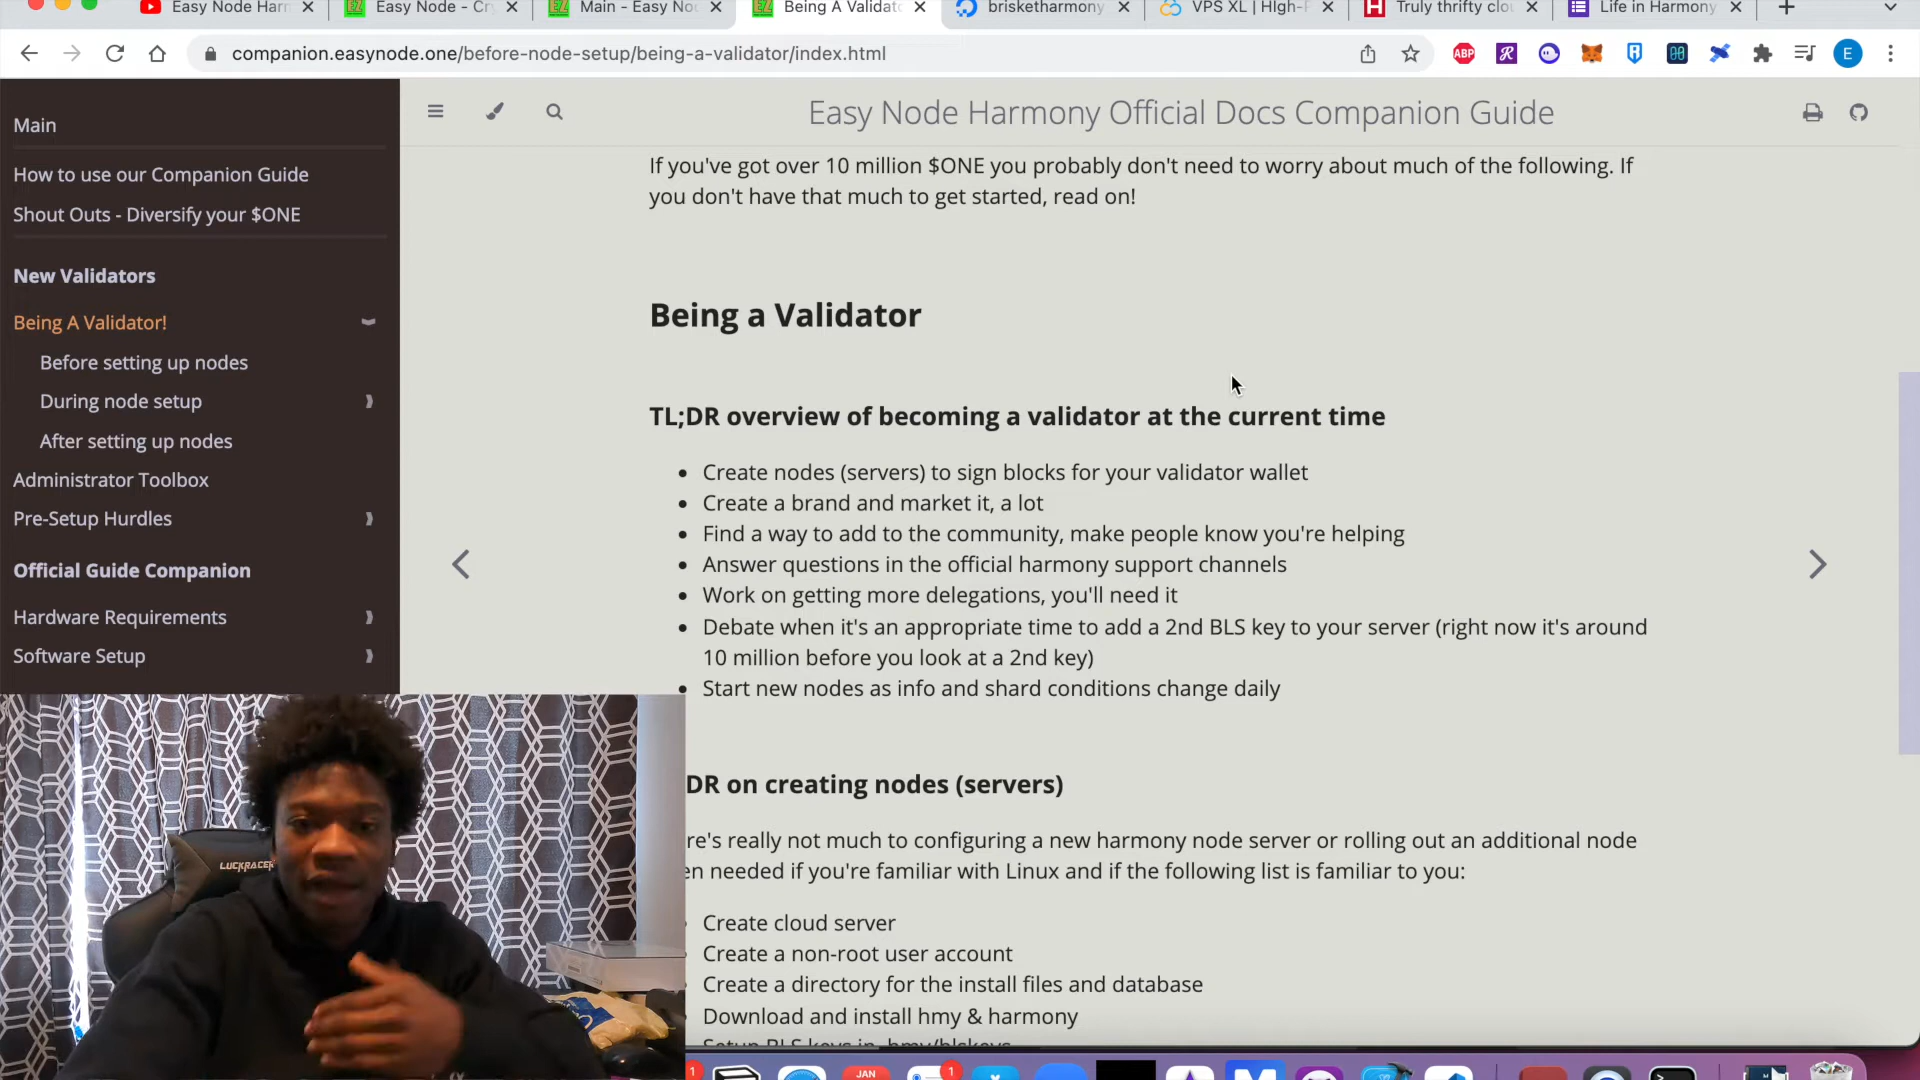 Easy Node Harm
Easy Node - Cr
Main - Easy No
Being A Validat
brisketharmony
VPS XL | High-P
Truly thrifty clo
Life in Harmony
companion.easynode.one/before-node-setup/being-a-validator/index.html
ABP
E
Main
How to use our Companion Guide
Shout Outs - Diversify your $ONE
New Validators
Being A Validator!
Before setting up nodes
During node setup
After setting up nodes
Administrator Toolbox
Pre-Setup Hurdles
Official Guide Companion
Hardware Requirements
Software Setup
Easy Node Harmony Official Docs Companion Guide
If you've got over 10 million $ONE you probably don't need to worry about much of the following. If
you don't have that much to get started, read on!
Being a Validator
TL;DR overview of becoming a validator at the current time
Create nodes (servers) to sign blocks for your validator wallet
Create a brand and market it, a lot
Find a way to add to the community, make people know you're helping
Answer questions in the official harmony support channels
Work on getting more delegations, you'll need it
Debate when it's an appropriate time to add a 2nd BLS key to your server (right now it's around
10 million before you look at a 2nd key)
Start new nodes as info and shard conditions change daily
DR on creating nodes (servers)
re's really not much to configuring a new harmony node server or rolling out an additional node
en needed if you're familiar with Linux and if the following list is familiar to you:
Create cloud server
Create a non-root user account
Create a directory for the install files and database
Download and install hmy & harmony
LUCKRACER
1
JAN
1